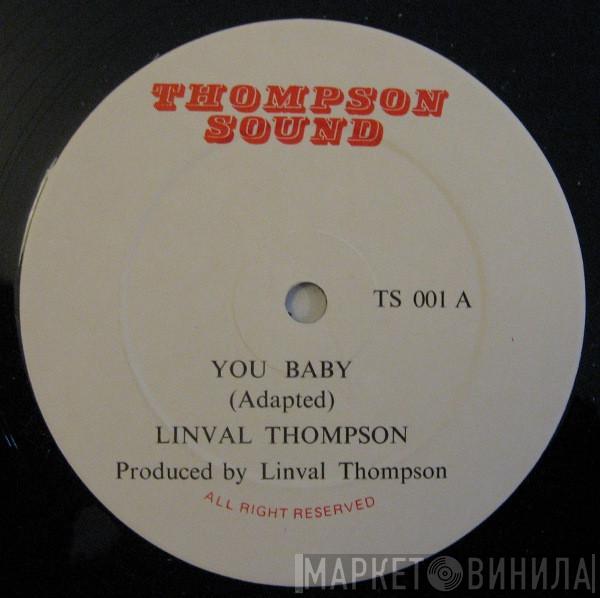 THOMPSON
SOUND
TS 001 A
YOU BABY
(Adapted)
LINVAL THOMPSON
Produced by Linval Thompson
ALL RIGHT RESERVED
МАРКЕТ ВИНИЛА